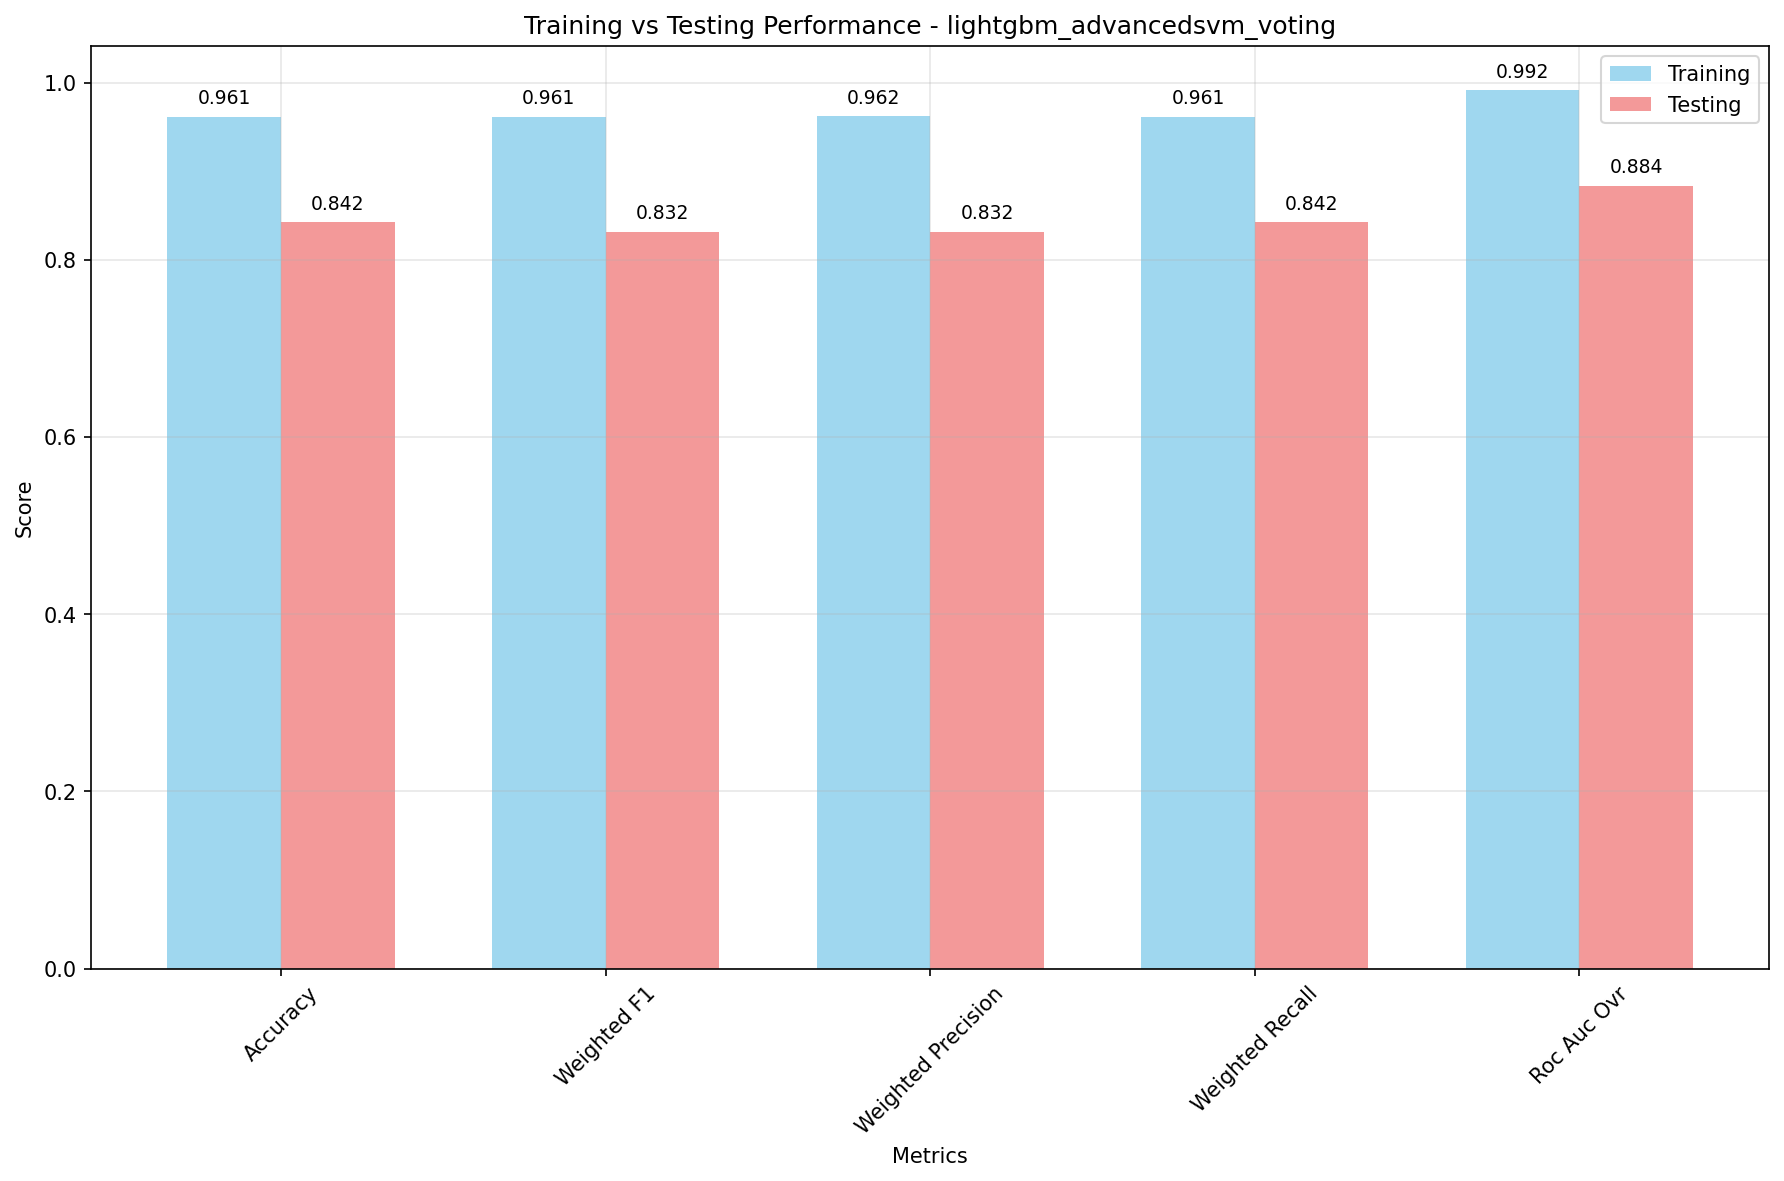 Training vs Testing Performance - lightgbm_advancedsvm_voting
Training
Testing
0.961
0.842
0.961
0.832
0.962
0.832
0.961
0.842
0.992
0.884
Score
1.0
0.8
0.6
0.4
0.2
0.0
Accuracy
Weighted F1
Weighted Precision
Weighted Recall
Roc Auc Ovr
Metrics